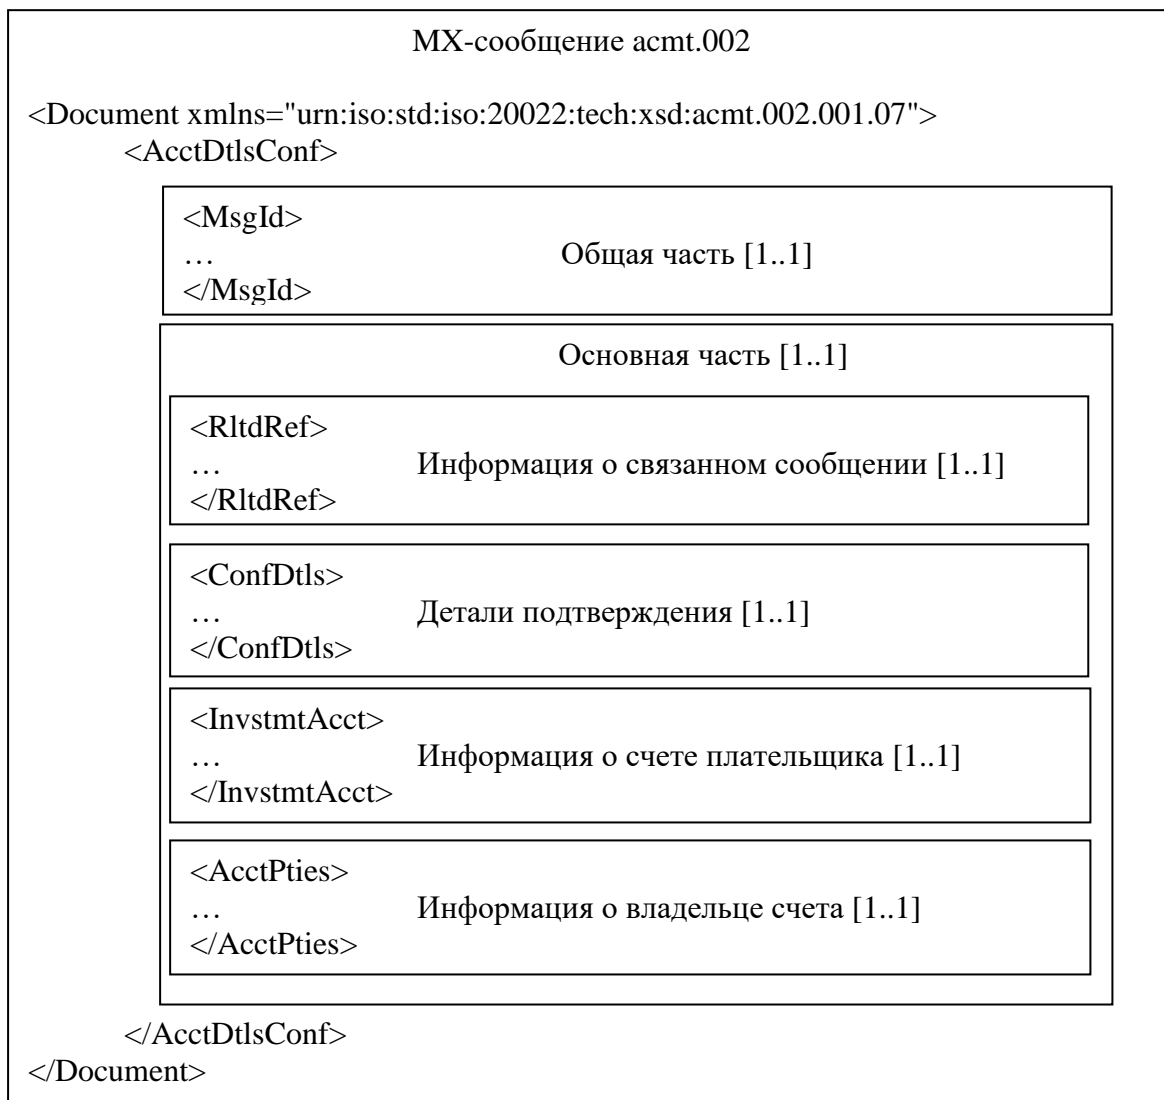 МХ-сообщение acmt.002
<Document xmlns="urn:iso:std:iso:20022:tech:xsd:acmt.002.001.07">
<AcctDtlsConf>
<MsgId>
… Общая часть [1..1]
</MsgId>
Основная часть [1..1]
<RltdRef>
… Информация о связанном сообщении [1..1]
</RltdRef>
<ConfDtls>
… Детали подтверждения [1..1]
</ConfDtls>
<InvstmtAcct>
… Информация о счете плательщика [1..1]
</InvstmtAcct>
<AcctPties>
… Информация о владельце счета [1..1]
</AcctPties>
</AcctDtlsConf>
</Document>